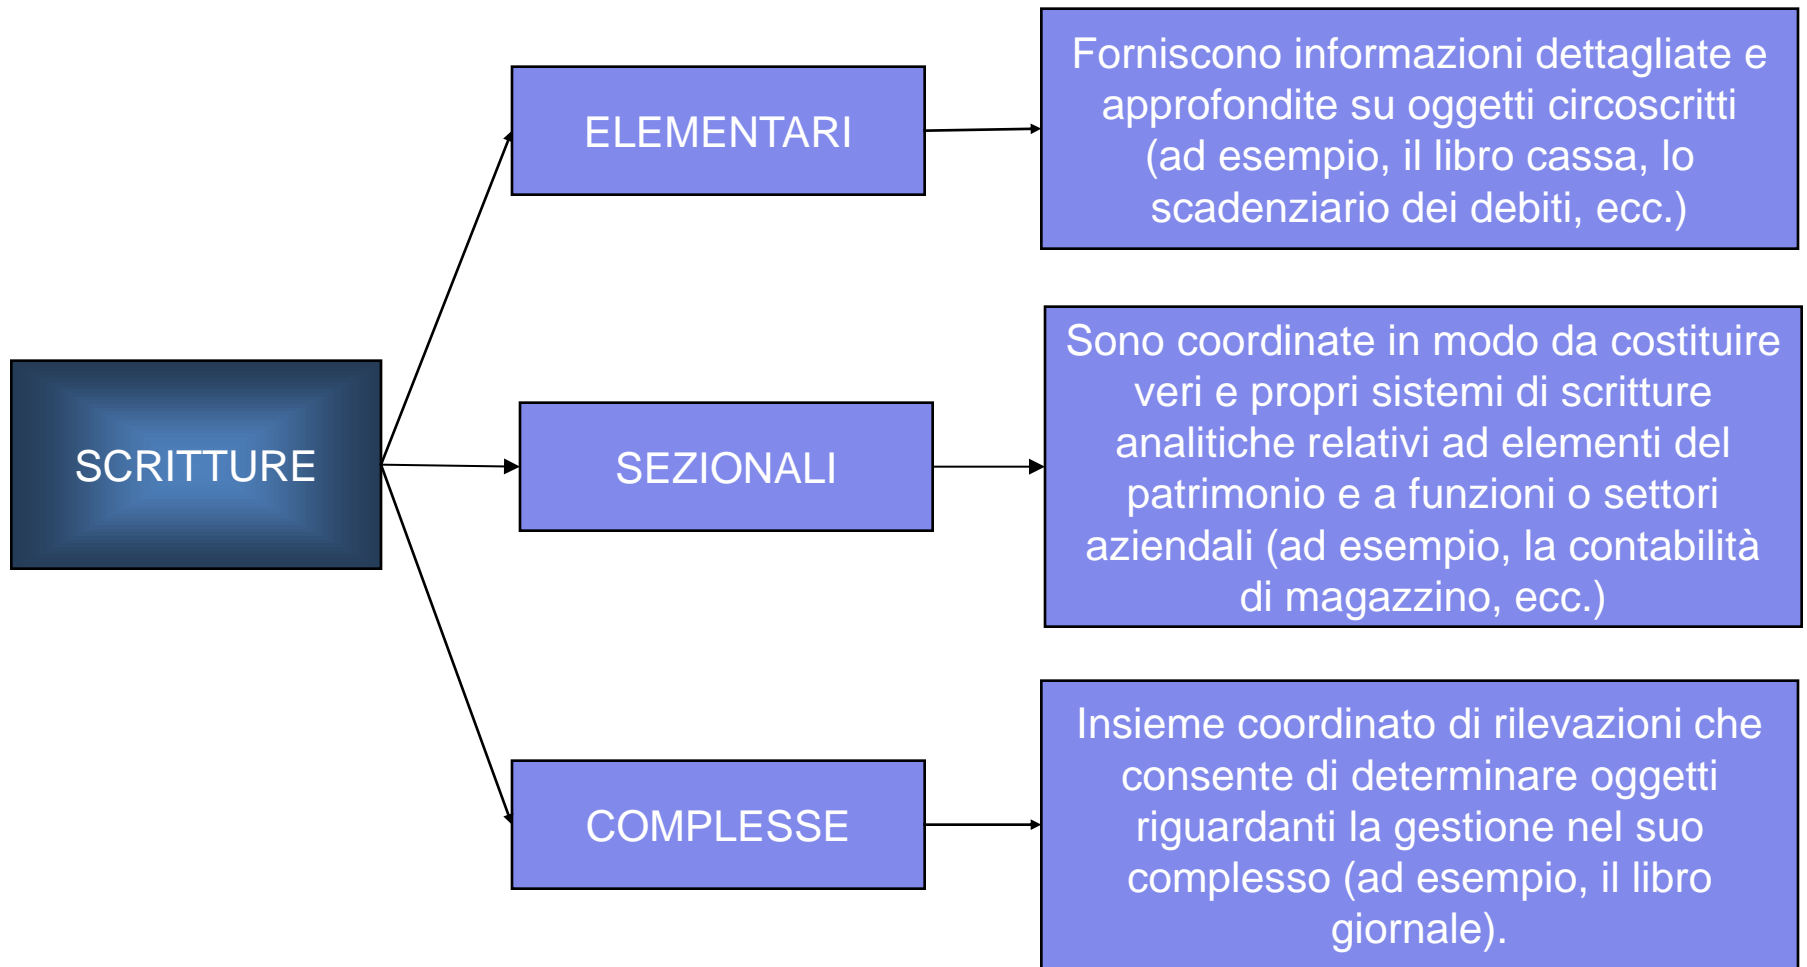 SCRITTURE
ELEMENTARI
Forniscono informazioni dettagliate e
approfondite su oggetti circoscritti
(ad esempio, il libro cassa, lo
scadenziario dei debiti, ecc.)
SEZIONALI
Sono coordinate in modo da costituire
veri e propri sistemi di scritture
analitiche relativi ad elementi del
patrimonio e a funzioni o settori
aziendali (ad esempio, la contabilità
di magazzino, ecc.)
COMPLESSE
Insieme coordinato di rilevazioni che
consente di determinare oggetti
riguardanti la gestione nel suo
complesso (ad esempio, il libro
giornale).